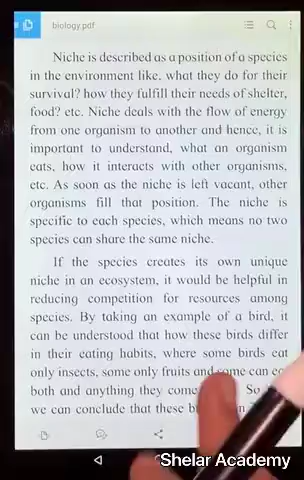 biology.pdf
Niche is described as a position of a species
in the environment like, what they do for their
survival? how they fulfill their needs of shelter,
food? etc. Niche deals with the flow of energy
from one organism to another and hence, it is
important to understand, what an organism
eats, how it interacts with other organisms,
etc. As soon as the niche is left vacant, other
organisms fill that position. The niche is
specific to each species, which means no two
species can share the same niche.
If the species creates its own unique
niche in an ecosystem, it would be helpful in
reducing competition for resources among
species. By taking an example of a bird, it
can be understood that how these birds differ
in their eating habits, where some birds eat
only insects, some only fruits and some can
both and anything they come So
we can conclude that these
Shelar Academy